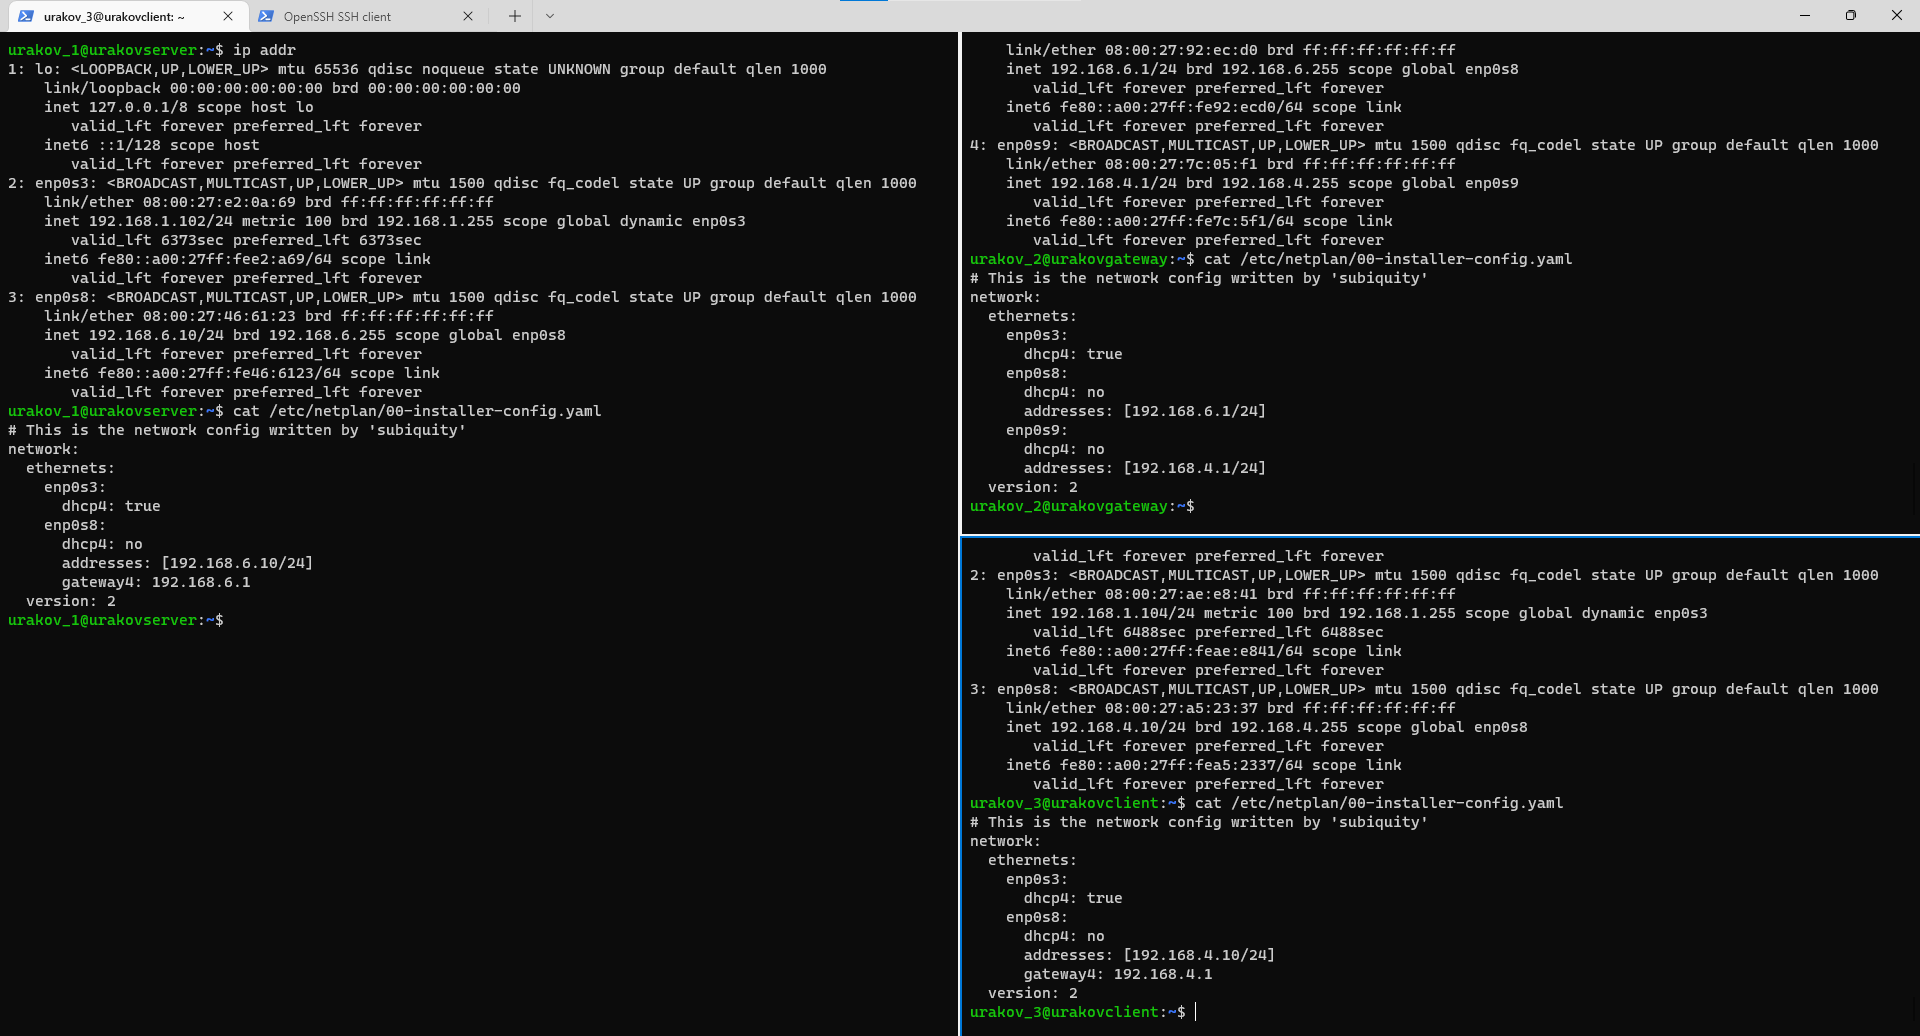 urakov_3@urakovclient: ~
OpenSSH SSH client
urakov_1@urakovserver:~$ ip addr
1: lo: <LOOPBACK,UP,LOWER_UP> mtu 65536 qdisc noqueue state UNKNOWN group default qlen 1000
    link/loopback 00:00:00:00:00:00 brd 00:00:00:00:00:00
    inet 127.0.0.1/8 scope host lo
       valid_lft forever preferred_lft forever
    inet6 ::1/128 scope host
       valid_lft forever preferred_lft forever
2: enp0s3: <BROADCAST,MULTICAST,UP,LOWER_UP> mtu 1500 qdisc fq_codel state UP group default qlen 1000
    link/ether 08:00:27:e2:0a:69 brd ff:ff:ff:ff:ff:ff
    inet 192.168.1.102/24 metric 100 brd 192.168.1.255 scope global dynamic enp0s3
       valid_lft 6373sec preferred_lft 6373sec
    inet6 fe80::a00:27ff:fee2:a69/64 scope link
       valid_lft forever preferred_lft forever
3: enp0s8: <BROADCAST,MULTICAST,UP,LOWER_UP> mtu 1500 qdisc fq_codel state UP group default qlen 1000
    link/ether 08:00:27:46:61:23 brd ff:ff:ff:ff:ff:ff
    inet 192.168.6.10/24 brd 192.168.6.255 scope global enp0s8
       valid_lft forever preferred_lft forever
    inet6 fe80::a00:27ff:fe46:6123/64 scope link
       valid_lft forever preferred_lft forever
urakov_1@urakovserver:~$ cat /etc/netplan/00-installer-config.yaml
# This is the network config written by 'subiquity'
network:
  ethernets:
    enp0s3:
      dhcp4: true
    enp0s8:
      dhcp4: no
      addresses: [192.168.6.10/24]
      gateway4: 192.168.6.1
  version: 2
urakov_1@urakovserver:~$
    link/ether 08:00:27:92:ec:d0 brd ff:ff:ff:ff:ff:ff
    inet 192.168.6.1/24 brd 192.168.6.255 scope global enp0s8
       valid_lft forever preferred_lft forever
    inet6 fe80::a00:27ff:fe92:ecd0/64 scope link
       valid_lft forever preferred_lft forever
4: enp0s9: <BROADCAST,MULTICAST,UP,LOWER_UP> mtu 1500 qdisc fq_codel state UP group default qlen 1000
    link/ether 08:00:27:7c:05:f1 brd ff:ff:ff:ff:ff:ff
    inet 192.168.4.1/24 brd 192.168.4.255 scope global enp0s9
       valid_lft forever preferred_lft forever
    inet6 fe80::a00:27ff:fe7c:5f1/64 scope link
       valid_lft forever preferred_lft forever
urakov_2@urakovgateway:~$ cat /etc/netplan/00-installer-config.yaml
# This is the network config written by 'subiquity'
network:
  ethernets:
    enp0s3:
      dhcp4: true
    enp0s8:
      dhcp4: no
      addresses: [192.168.6.1/24]
    enp0s9:
      dhcp4: no
      addresses: [192.168.4.1/24]
  version: 2
urakov_2@urakovgateway:~$
       valid_lft forever preferred_lft forever
2: enp0s3: <BROADCAST,MULTICAST,UP,LOWER_UP> mtu 1500 qdisc fq_codel state UP group default qlen 1000
    link/ether 08:00:27:ae:e8:41 brd ff:ff:ff:ff:ff:ff
    inet 192.168.1.104/24 metric 100 brd 192.168.1.255 scope global dynamic enp0s3
       valid_lft 6488sec preferred_lft 6488sec
    inet6 fe80::a00:27ff:feae:e841/64 scope link
       valid_lft forever preferred_lft forever
3: enp0s8: <BROADCAST,MULTICAST,UP,LOWER_UP> mtu 1500 qdisc fq_codel state UP group default qlen 1000
    link/ether 08:00:27:a5:23:37 brd ff:ff:ff:ff:ff:ff
    inet 192.168.4.10/24 brd 192.168.4.255 scope global enp0s8
       valid_lft forever preferred_lft forever
    inet6 fe80::a00:27ff:fea5:2337/64 scope link
       valid_lft forever preferred_lft forever
urakov_3@urakovclient:~$ cat /etc/netplan/00-installer-config.yaml
# This is the network config written by 'subiquity'
network:
  ethernets:
    enp0s3:
      dhcp4: true
    enp0s8:
      dhcp4: no
      addresses: [192.168.4.10/24]
      gateway4: 192.168.4.1
  version: 2
urakov_3@urakovclient:~$